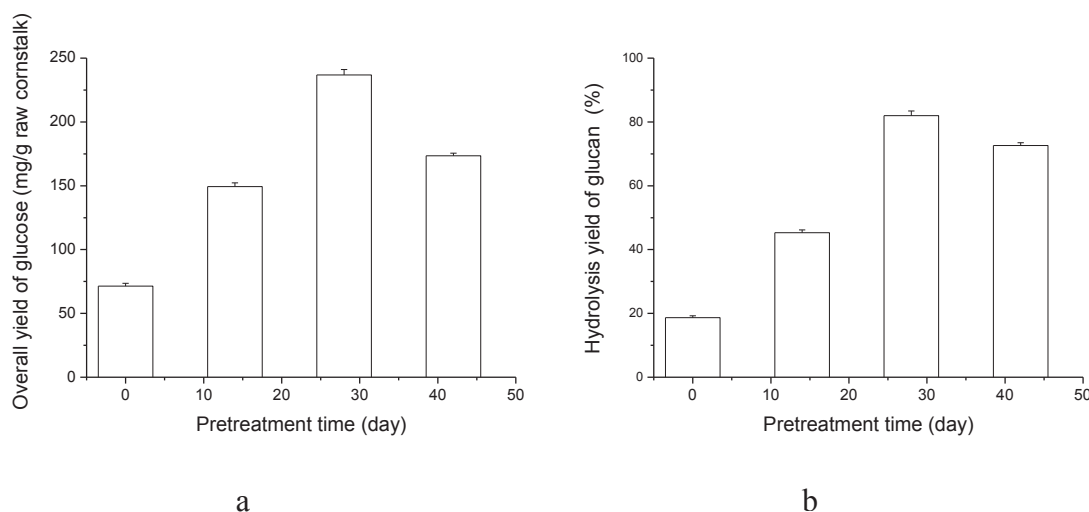 Overall yield of glucose (mg/g raw cornstalk)
250
200
150
100
50
0
0 10 20 30 40 50
Pretreatment time (day)
a
Hydrolysis yield of glucan (%)
100
80
60
40
20
0
0 10 20 30 40 50
Pretreatment time (day)
b